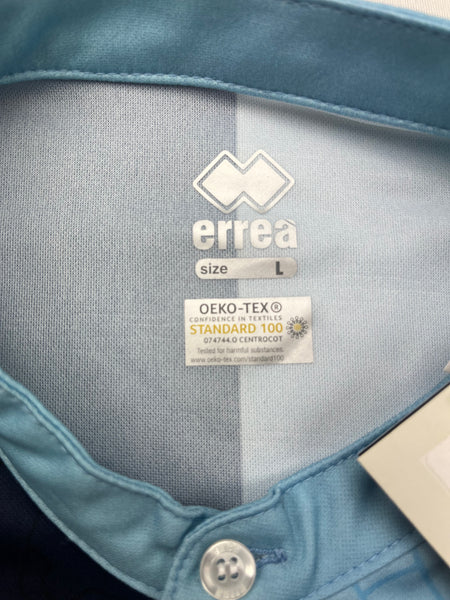 erreà
size L
OEKO-TEX®
CONFIDENCE IN TEXTILES
STANDARD 100
074744.0 CENTROCOT
Tested for harmful substances.
www.oeko-tex.com/standard100